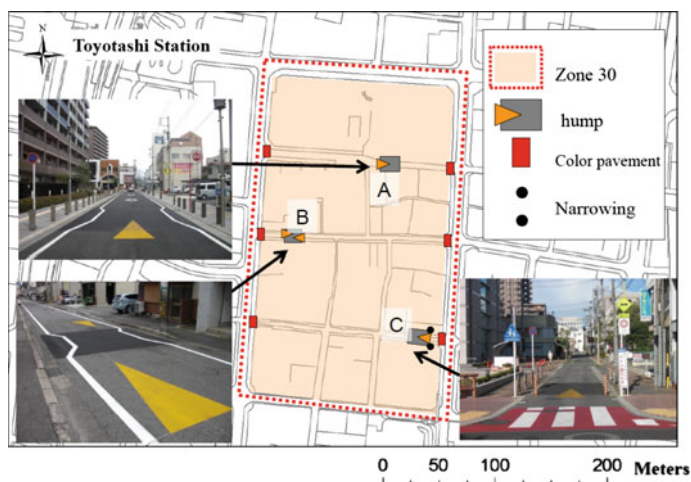 N
Toyotashi Station
Zone 30
hump
Color pavement
Narrowing
A
B
C
0 50 100 200 Meters